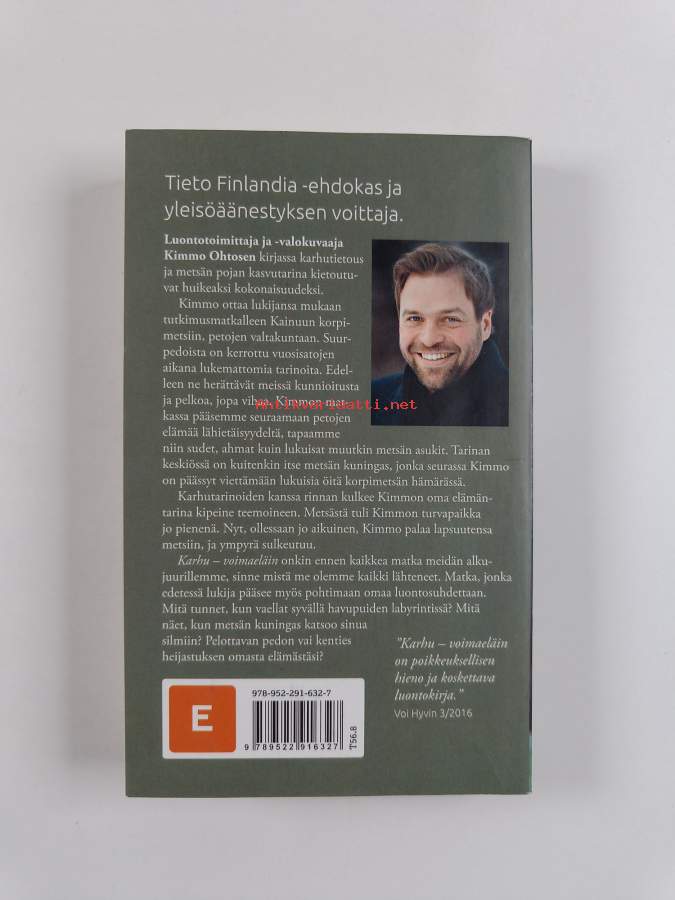 Tieto Finlandia -ehdokas ja
yleisöäänestyksen voittaja.
Luontotoimittaja ja -valokuvaaja
Kimmo Ohtosen kirjassa karhutietous
ja metsän pojan kasvutarina kietoutu-
vat huikeaksi kokonaisuudeksi.
Kimmo ottaa lukijansa mukaan
tutkimusmatkalleen Kainuun korpi-
metsiin, petojen valtakuntaan. Suur-
pedoista on kerrottu vuosisatojen
aikana lukemattomia tarinoita. Edel-
leen ne herättävät meissä kunnioitusta
ja pelkoa, jopa vihaa. Kimmon mat-
kassa pääsemme seuraamaan petojen
elämää lähietäisyydeltä, tapaamme
niin sudet, ahmat kuin lukuisat muutkin metsän asukit. Tarinan
keskiössä on kuitenkin itse metsän kuningas, jonka seurassa Kimmo
on päässyt viettämään lukuisia öitä korpimetsän hämärässä.
Karhutarinoiden kanssa rinnan kulkee Kimmon oma elämän-
tarina kipeine teemoineen. Metsästä tuli Kimmon turvapaikka
jo pienenä. Nyt, ollessaan jo aikuinen, Kimmo palaa lapsuutensa
metsiin, ja ympyrä sulkeutuu.
Karhu – voimaeläin onkin ennen kaikkea matka meidän alku-
juurillemme, sinne mistä me olemme kaikki lähteneet. Matka, jonka
edetessä lukija pääsee myös pohtimaan omaa luontosuhdettaan.
Mitä tunnet, kun vaellat syvällä havupuiden labyrintissä? Mitä
näet, kun metsän kuningas katsoo sinua
silmiin? Pelottavan pedon vai kenties
heijastuksen omasta elämästäsi?
"Karhu – voimaeläin
on poikkeuksellisen
hieno ja koskettava
luontokirja."
Voi Hyvin 3/2016
E
978-952-291-632-7
9 789522 916327
T56.8
antikvariaatti.net